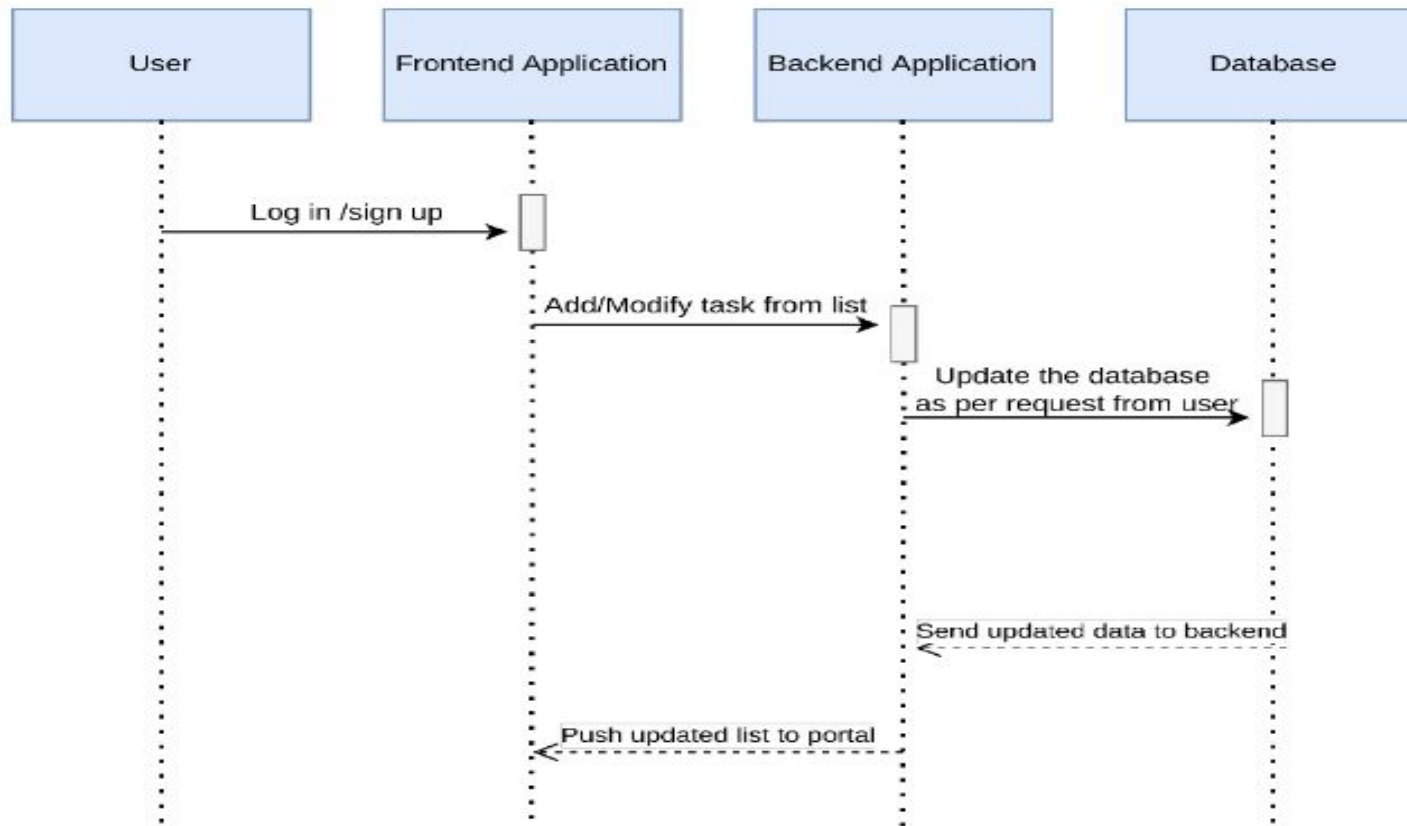 User
Frontend Application
Backend Application
Database
Log in /sign up
Add/Modify task from list
Update the database
as per request from user
Send updated data to backend
Push updated list to portal